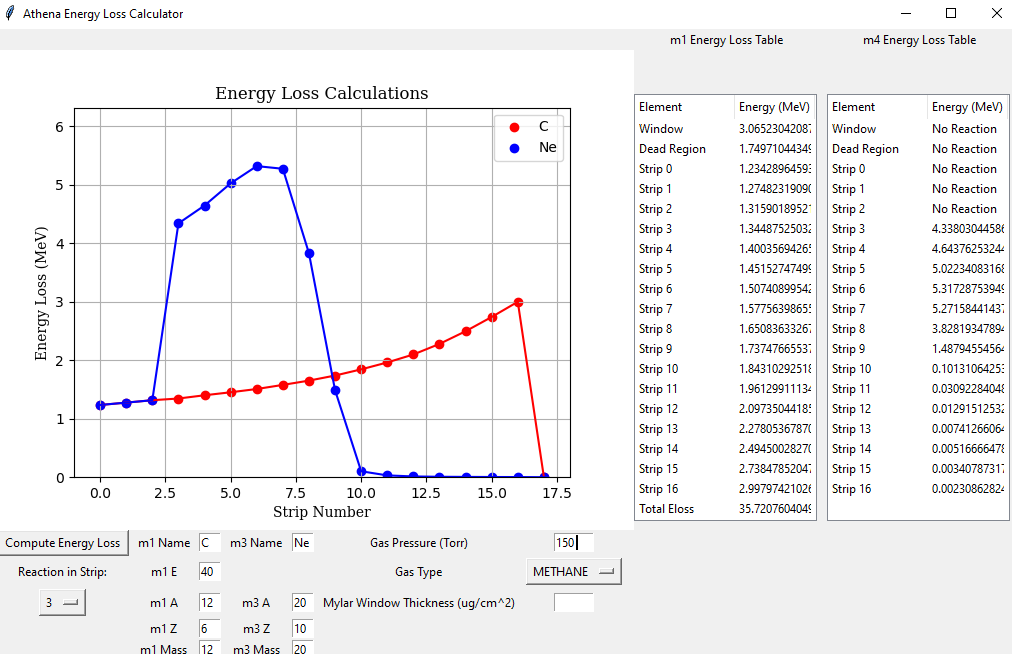 Athena Energy Loss Calculator
m1 Energy Loss Table m4 Energy Loss Table
Energy Loss Calculations
C
Ne
6
5
4
3
2
1
0
Energy Loss (MeV)
0.0 2.5 5.0 7.5 10.0 12.5 15.0 17.5
Strip Number
Element Energy (MeV)
Window 3.06523042087
Dead Region 1.74971044349
Strip 0 1.23428964593
Strip 1 1.27482319090
Strip 2 1.31590189521
Strip 3 1.34487525032
Strip 4 1.40035694265
Strip 5 1.45152747499
Strip 6 1.50740899542
Strip 7 1.57756398655
Strip 8 1.65083633267
Strip 9 1.73747665537
Strip 10 1.84310292518
Strip 11 1.96129911134
Strip 12 2.09735044185
Strip 13 2.27805367870
Strip 14 2.49450028270
Strip 15 2.73847852047
Strip 16 2.99797421026
Total Eloss 35.7207604049
Element Energy (MeV)
Window No Reaction
Dead Region No Reaction
Strip 0 No Reaction
Strip 1 No Reaction
Strip 2 No Reaction
Strip 3 4.33803044586
Strip 4 4.64376253244
Strip 5 5.02234083168
Strip 6 5.31728753949
Strip 7 5.27158441437
Strip 8 3.82819347894
Strip 9 1.48794554564
Strip 10 0.10131064253
Strip 11 0.03092284048
Strip 12 0.01291512532
Strip 13 0.00741266064
Strip 14 0.00516666478
Strip 15 0.00340787317
Strip 16 0.00230862824
Compute Energy Loss m1 Name C m3 Name Ne Gas Pressure (Torr) 150
Reaction in Strip: m1 E 40 Gas Type METHANE
3 m1 A 12 m3 A 20 Mylar Window Thickness (ug/cm^2)
m1 Z 6 m3 Z 10
m1 Mass 12 m3 Mass 20